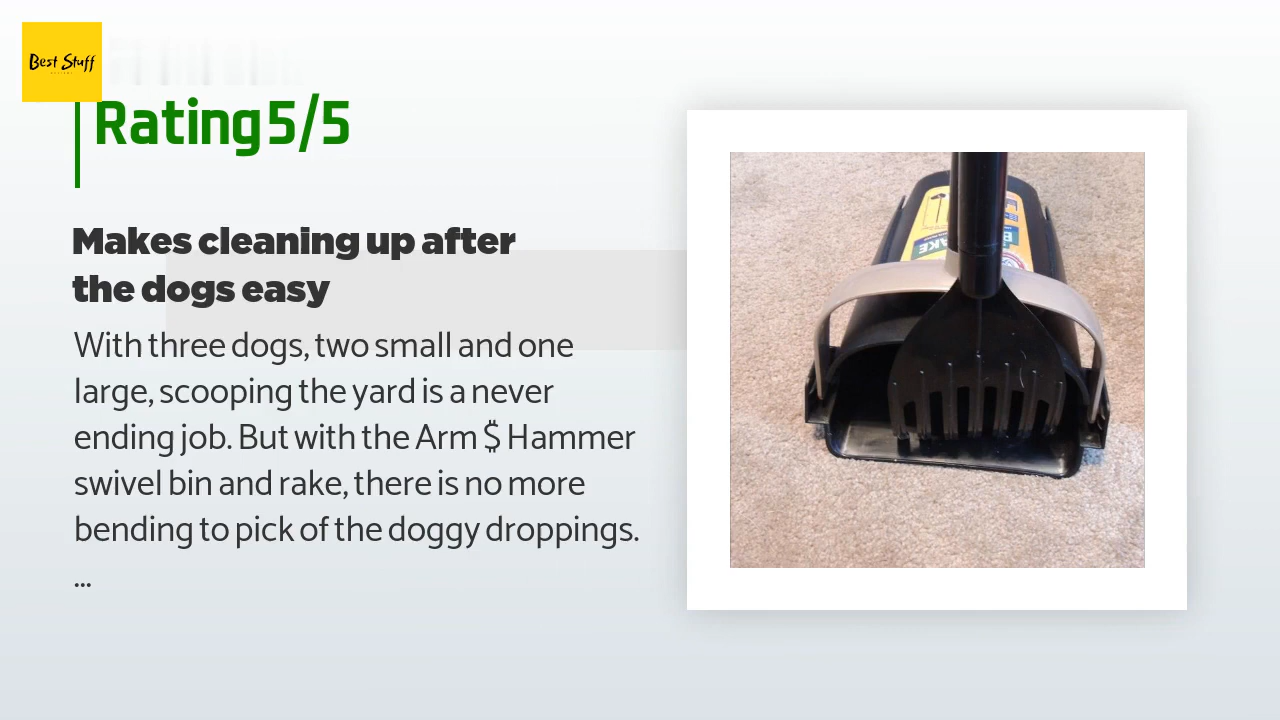 Best Stuff
Rating 5/5
Makes cleaning up after
the dogs easy
With three dogs, two small and one
large, scooping the yard is a never
ending job. But with the Arm $ Hammer
swivel bin and rake, there is no more
bending to pick of the doggy droppings.
...